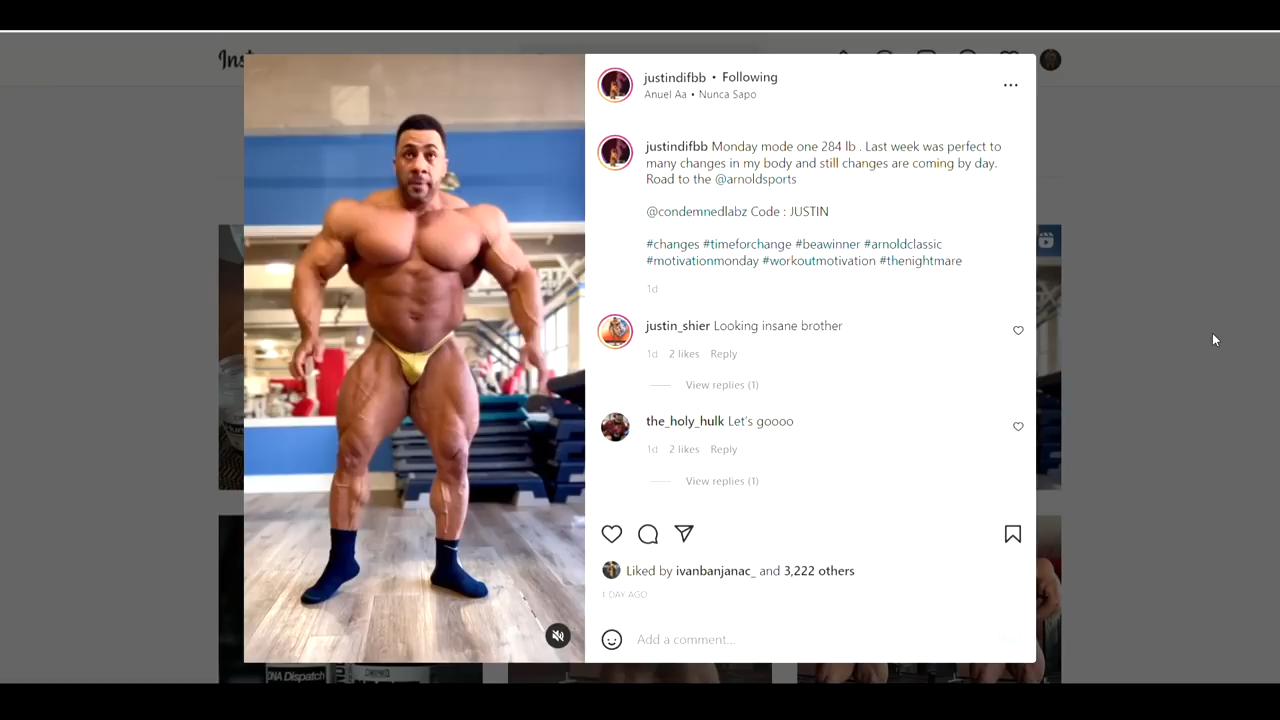 Ins
justindifbb • Following
Anuel Aa • Nunca Sapo
justindifbb Monday mode one 284 lb . Last week was perfect to
many changes in my body and still changes are coming by day.
Road to the @arnoldsports
@condemnedlabz Code : JUSTIN
#changes #timeforchange #beawinner #arnoldclassic
#motivationmonday #workoutmotivation #thenightmare
1d
justin_shier Looking insane brother
1d 2 likes Reply
View replies (1)
the_holy_hulk Let's goooo
1d 2 likes Reply
View replies (1)
Liked by ivanbanjanac_ and 3,222 others
1 DAY AGO
Add a comment...
DNA Dispatch